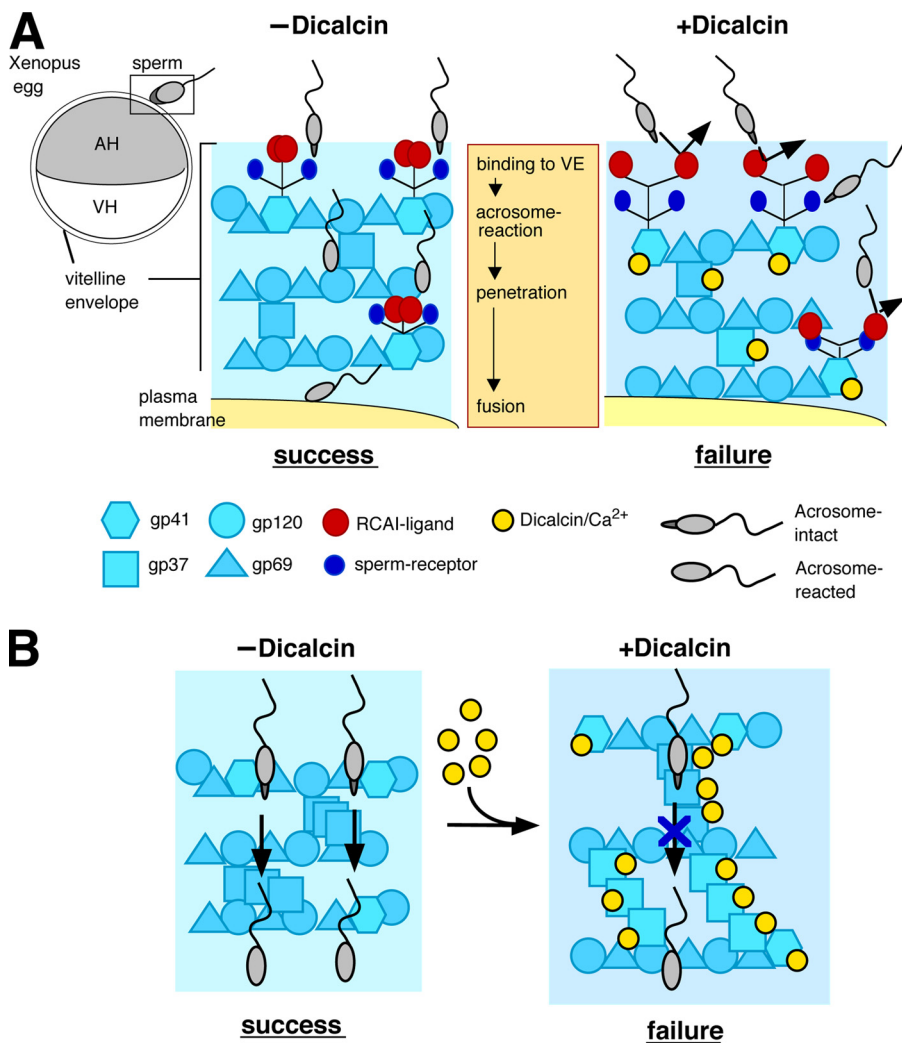 A
−Dicalcin
+Dicalcin
Xenopus
egg
sperm
AH
VH
vitelline
envelope
plasma
membrane
binding to VE
acrosome-
reaction
penetration
fusion
success
failure
gp41
gp120
RCAI-ligand
Dicalcin/Ca²⁺
Acrosome-
intact
gp37
gp69
sperm-receptor
Acrosome-
reacted
B
−Dicalcin
+Dicalcin
success
failure